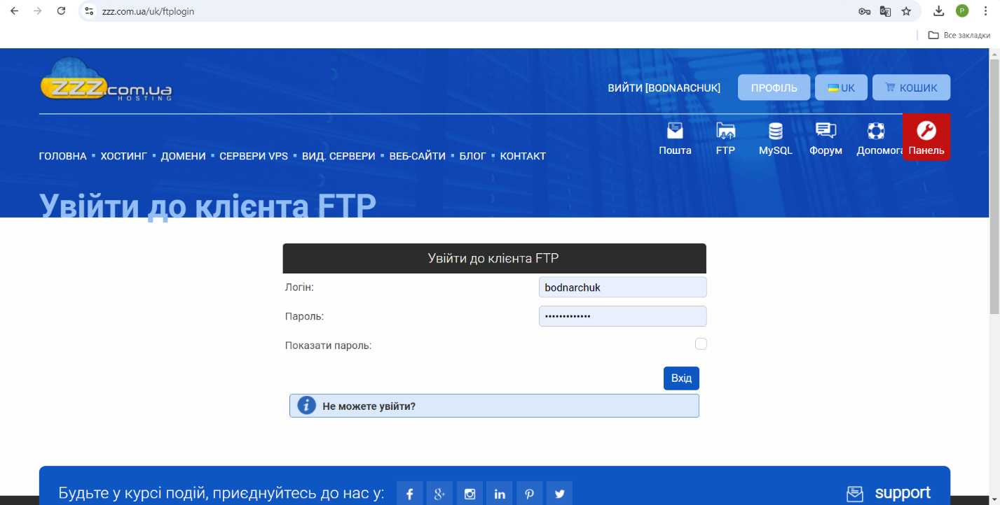 zzz.com.ua/uk/ftplogin
P
Все закладки
zzz.com.ua
HOSTING
ВИЙТИ [BODNARCHUK]
ПРОФІЛЬ
UK
КОШИК
Пошта
FTP
MySQL
Форум
Допомога
Панель
ГОЛОВНА ▪ ХОСТИНГ ▪ ДОМЕНИ ▪ СЕРВЕРИ VPS ▪ ВИД. СЕРВЕРИ ▪ ВЕБ-САЙТИ ▪ БЛОГ ▪ КОНТАКТ
Увійти до клієнта FTP
Увійти до клієнта FTP
Логін:
bodnarchuk
Пароль:
•••••••••••••
Показати пароль:
Вхід
Не можете увійти?
Будьте у курсі подій, приєднуйтесь до нас у:
support